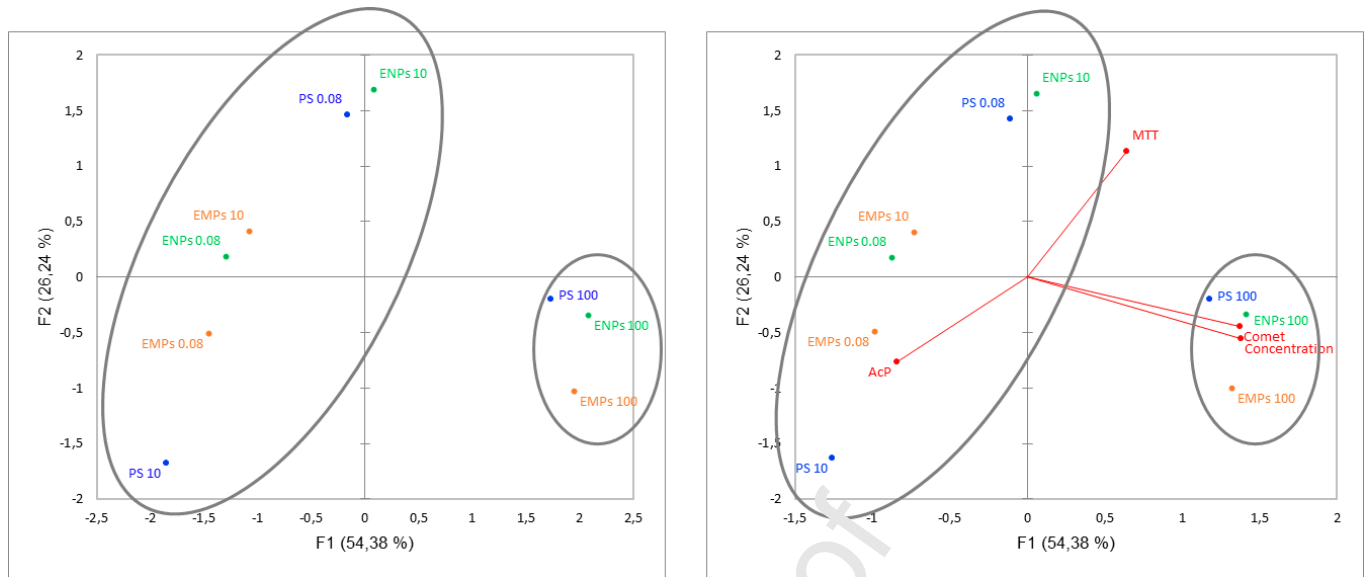 2
1,5
1
0,5
0
-0,5
-1
-1,5
-2
F2 (26,24 %)
ENPs 10
PS 0.08
EMPs 10
ENPs 0.08
EMPs 0.08
PS 10
PS 100
ENPs 100
EMPs 100
-2,5 -2 -1,5 -1 -0,5 0 0,5 1 1,5 2 2,5
F1 (54,38 %)
2
1,5
1
0,5
0
-0,5
-1
-1,5
-2
F2 (26,24 %)
ENPs 10
PS 0.08
MTT
EMPs 10
ENPs 0.08
EMPs 0.08
AcP
PS 10
PS 100
ENPs 100
Comet
Concentration
EMPs 100
-1,5 -1 -0,5 0 0,5 1 1,5 2
F1 (54,38 %)
of